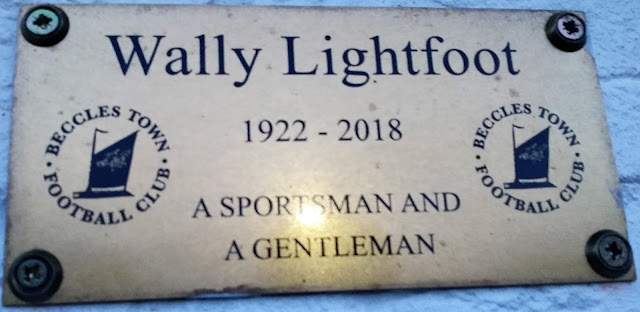 Wally Lightfoot
1922 - 2018
A SPORTSMAN AND
A GENTLEMAN
BECCLES TOWN
FOOTBALL CLUB
BECCLES TOWN
FOOTBALL CLUB